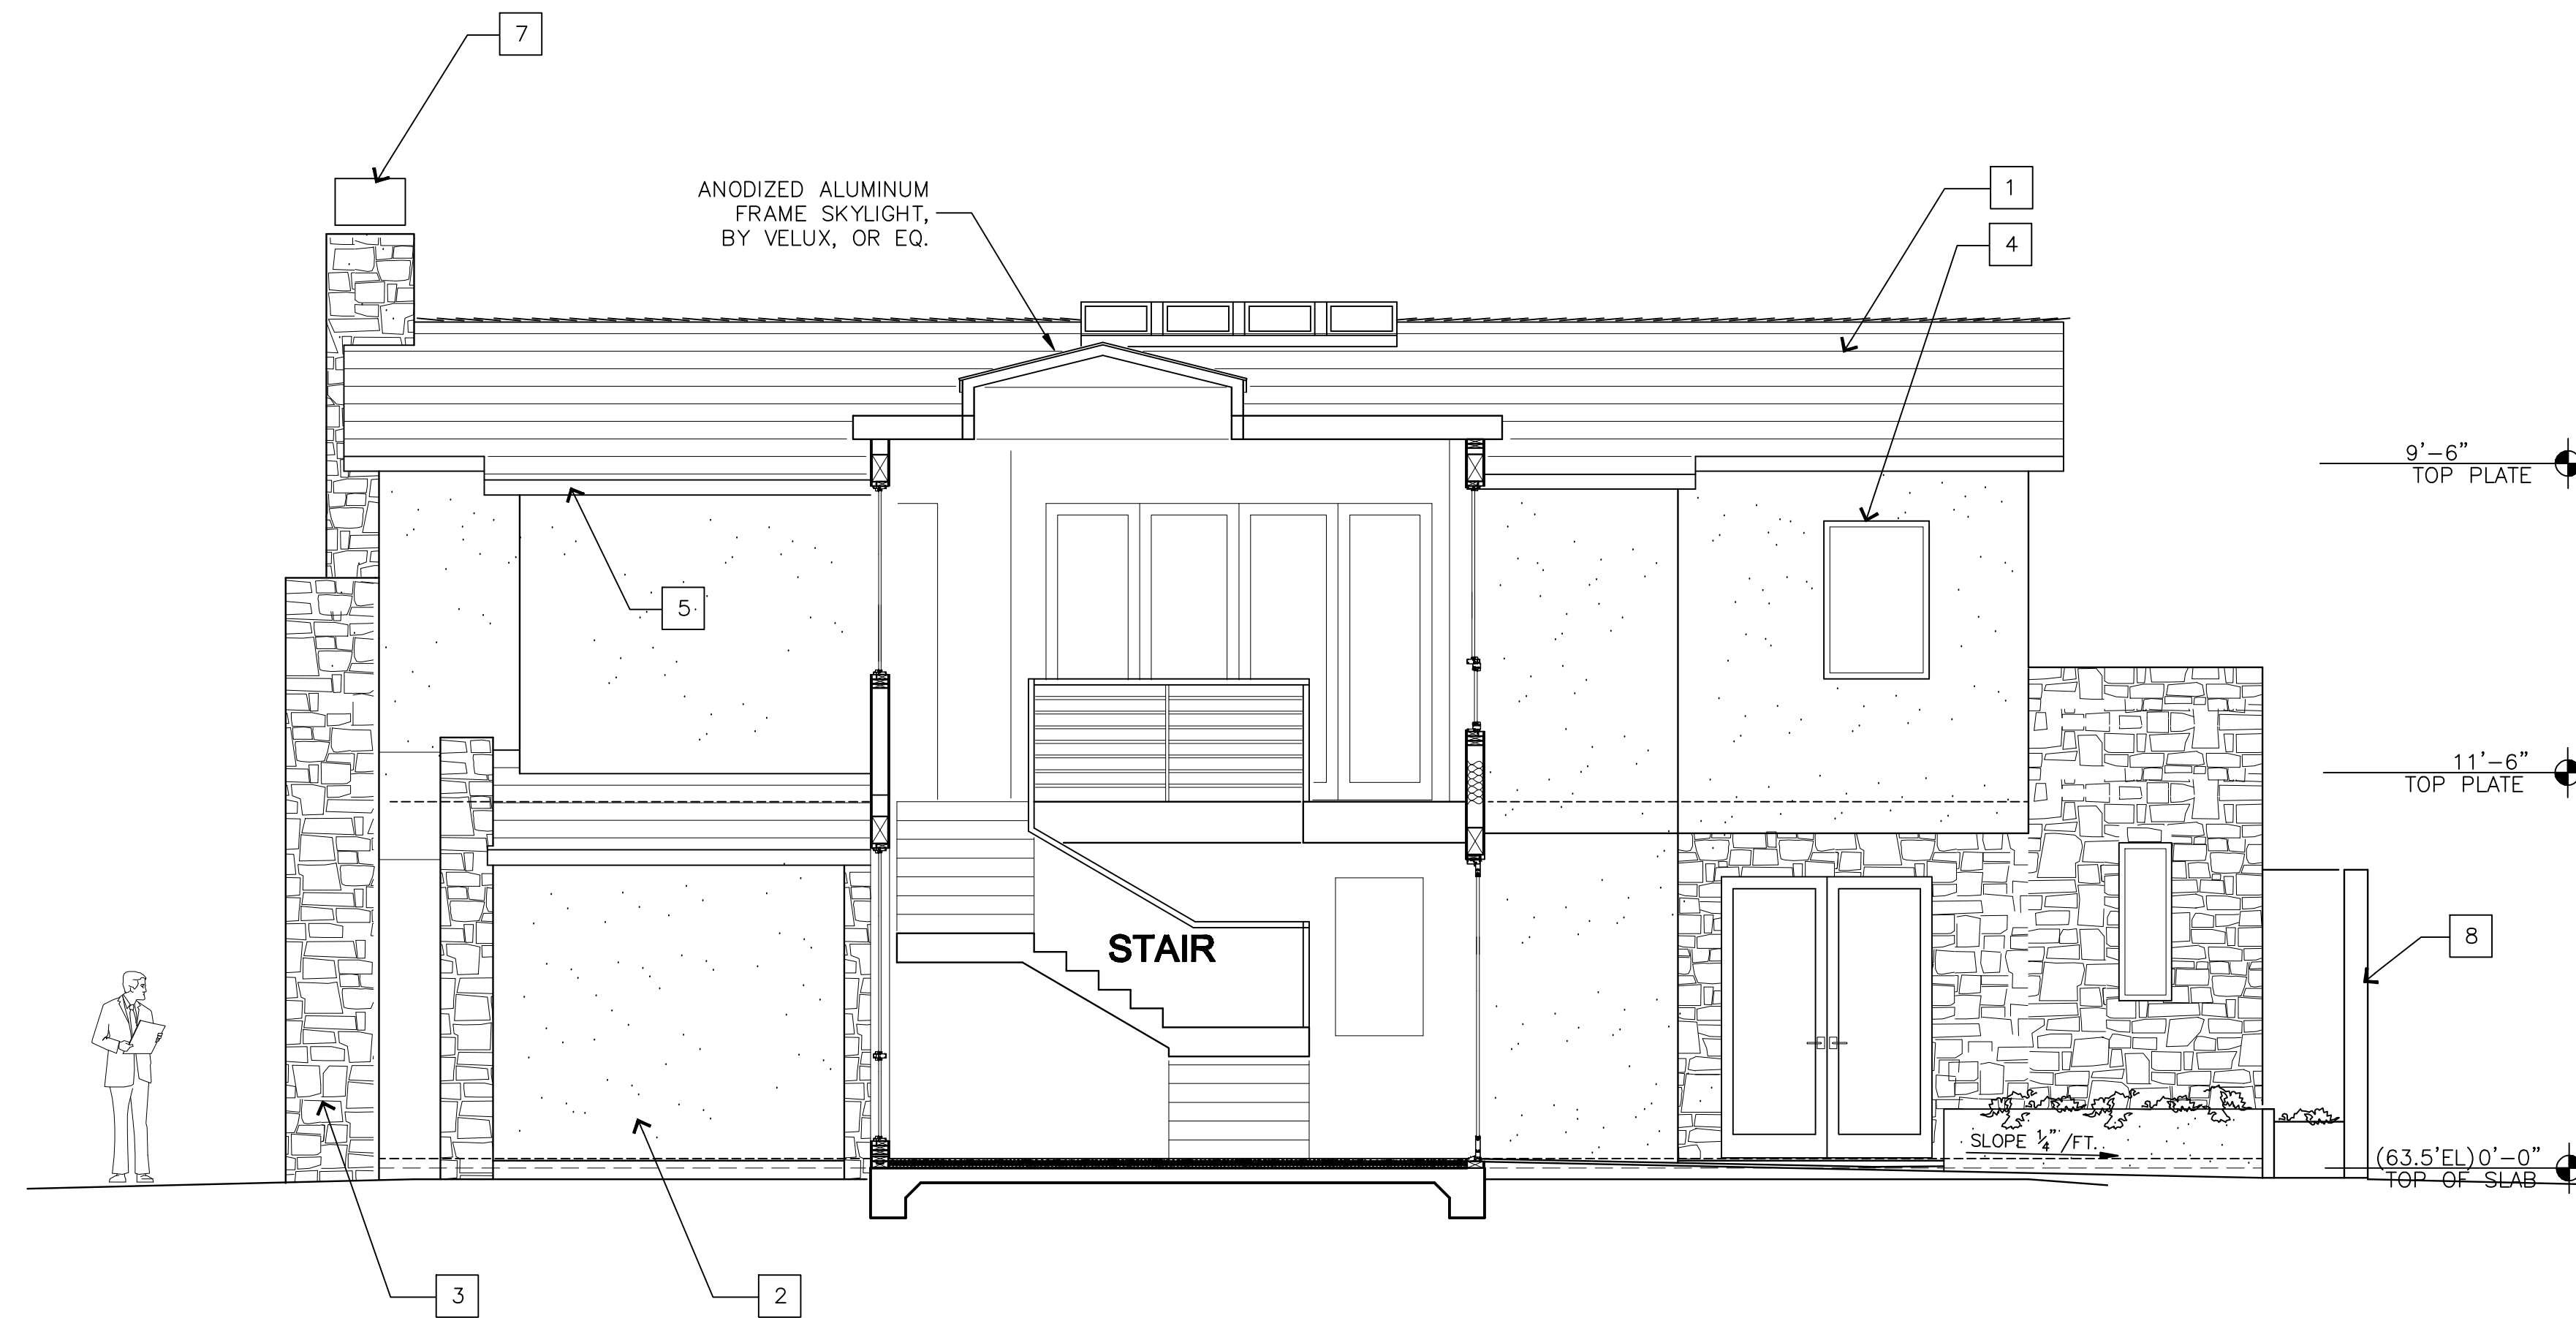 7
ANODIZED ALUMINUM
FRAME SKYLIGHT,
BY VELUX, OR EQ.
1
4
9'-6"
TOP PLATE
5
11'-6"
TOP PLATE
8
STAIR
SLOPE 1/4"/FT.
(63.5'EL)0'-0"
TOP OF SLAB
3
2